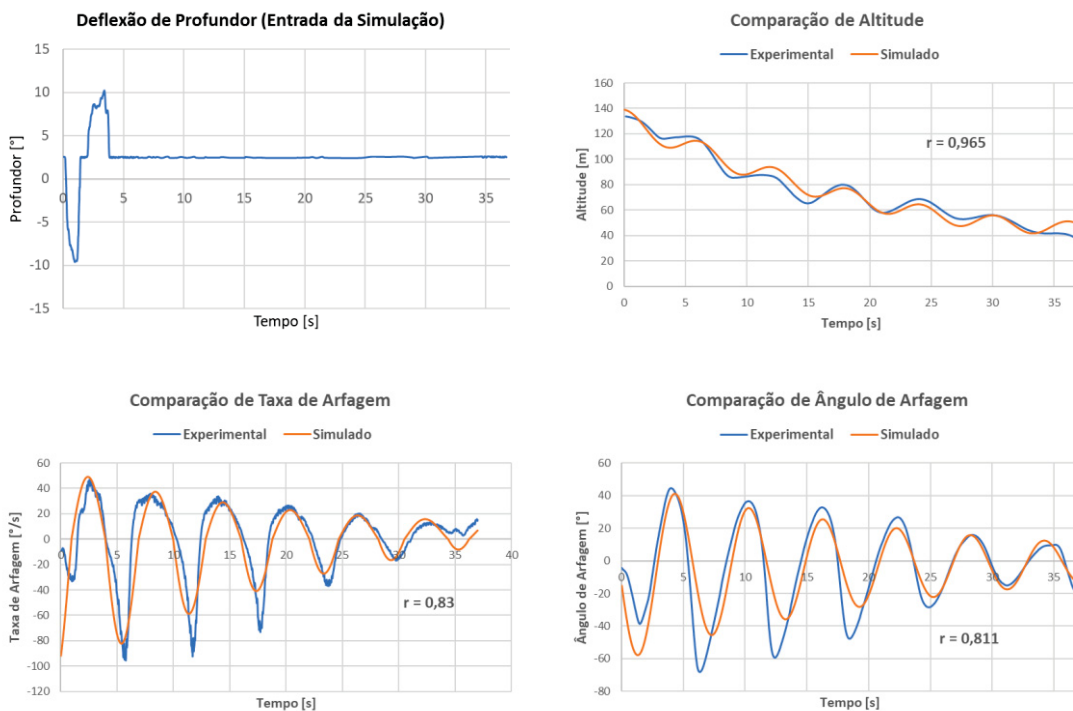 Deflexão de Profundor (Entrada da Simulação)
15
10
5
0
-5
-10
-15
0 5 10 15 20 25 30 35
Profundor [°]
Tempo [s]
Comparação de Altitude
Experimental Simulado
160
140
120
100
80
60
40
20
0
r = 0,965
0 5 10 15 20 25 30 35
Altitude [m]
Tempo [s]
Comparação de Taxa de Arfagem
Experimental Simulado
60
40
20
0
-20
-40
-60
-80
-100
-120
0 5 10 15 20 25 30 35 40
r = 0,83
Taxa de Arfagem [°/s]
Tempo [s]
Comparação de Ângulo de Arfagem
Experimental Simulado
60
40
20
0
-20
-40
-60
-80
0 5 10 15 20 25 30 35
r = 0,811
Ângulo de Arfagem [°]
Tempo [s]